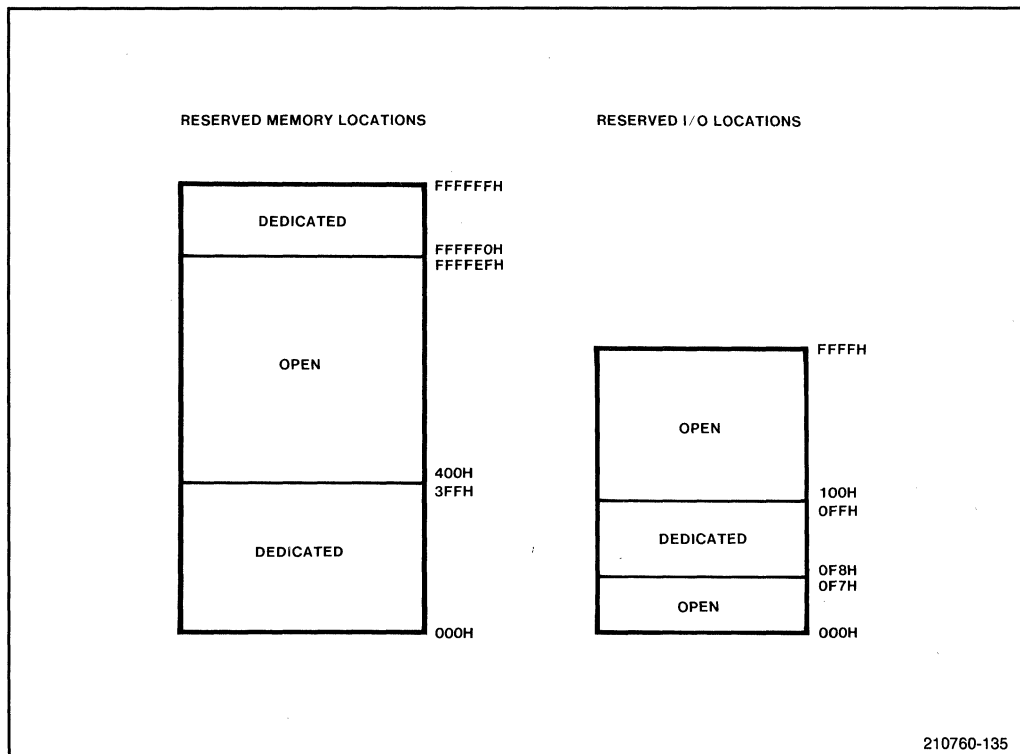 RESERVED MEMORY LOCATIONS
FFFFFFH
DEDICATED
FFFFF0H
FFFFEFH
OPEN
400H
3FFH
DEDICATED
000H
RESERVED I/O LOCATIONS
FFFFH
OPEN
100H
0FFH
DEDICATED
0F8H
0F7H
OPEN
000H
210760-135